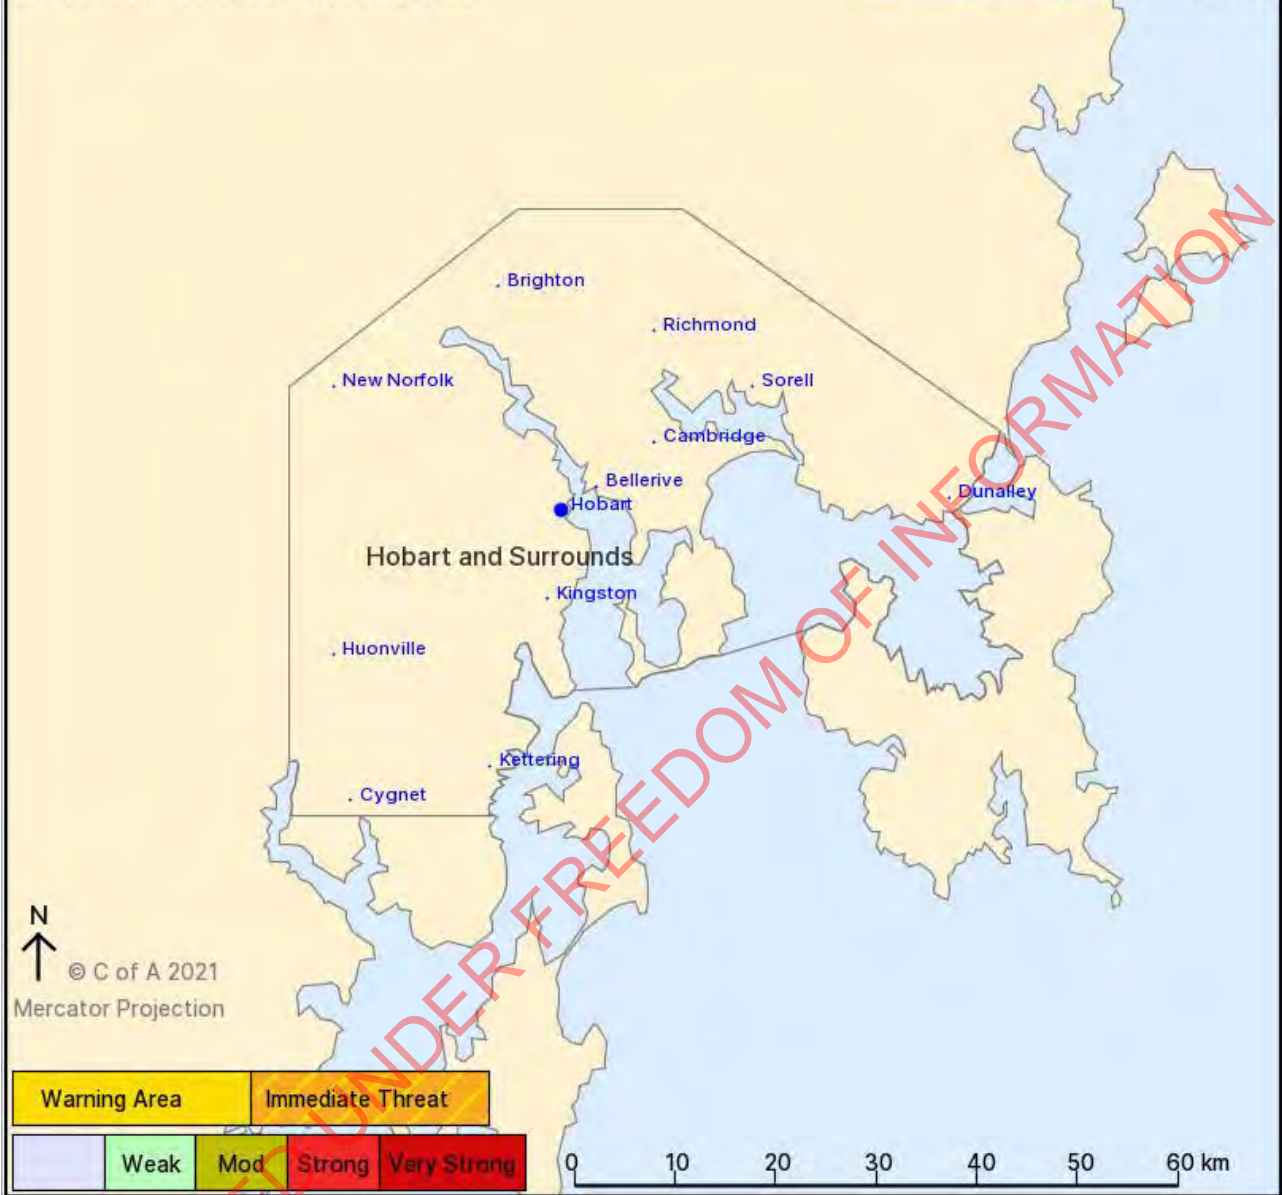 Brighton
Richmond
New Norfolk
Sorell
Cambridge
Bellerive
Dunalley
Hobart
Hobart and Surrounds
Kingston
Huonville
Kettering
Cygnet
N
© C of A 2021
Mercator Projection
Warning Area Immediate Threat
Weak Mod Strong Very Strong
0 10 20 30 40 50 60 km
UNDER FREEDOM OF INFORMATION